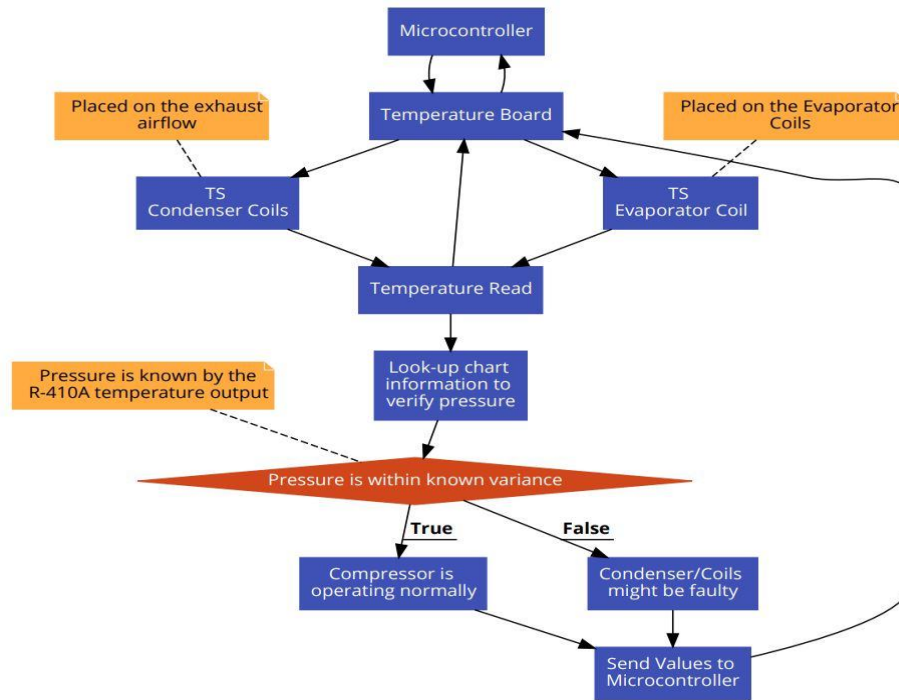 Microcontroller
Placed on the exhaust
airflow
Temperature Board
Placed on the Evaporator
Coils
TS
Condenser Coils
TS
Evaporator Coil
Temperature Read
Look-up chart
information to
verify pressure
Pressure is known by the
R-410A temperature output
Pressure is within known variance
True
False
Compressor is
operating normally
Condenser/Coils
might be faulty
Send Values to
Microcontroller